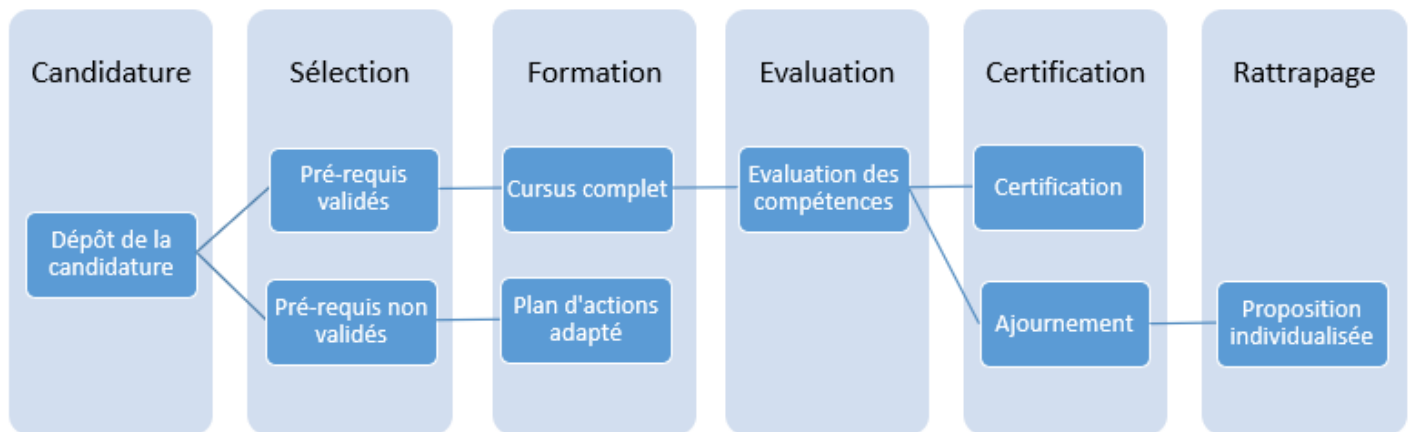 Candidature
Sélection
Formation
Evaluation
Certification
Rattrapage
Dépôt de la
candidature
Pré-requis
validés
Pré-requis non
validés
Cursus complet
Plan d'actions
adapté
Evaluation des
compétences
Certification
Ajournement
Proposition
individualisée